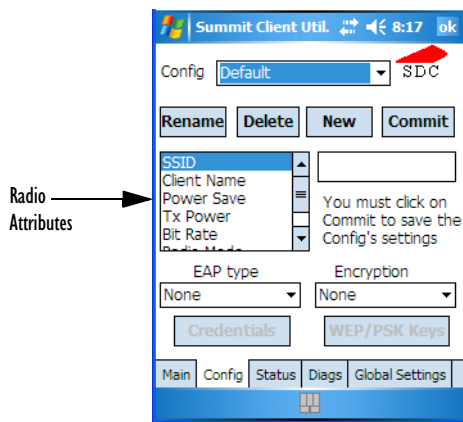 Summit Client Util. 8:17 ok
Config Default SDC
Rename Delete New Commit
SSID
Client Name
Power Save
Tx Power
Bit Rate
Radio Mode
You must click on
Commit to save the
Config's settings
Radio
Attributes
EAP type Encryption
None None
Credentials WEP/PSK Keys
Main Config Status Diags Global Settings